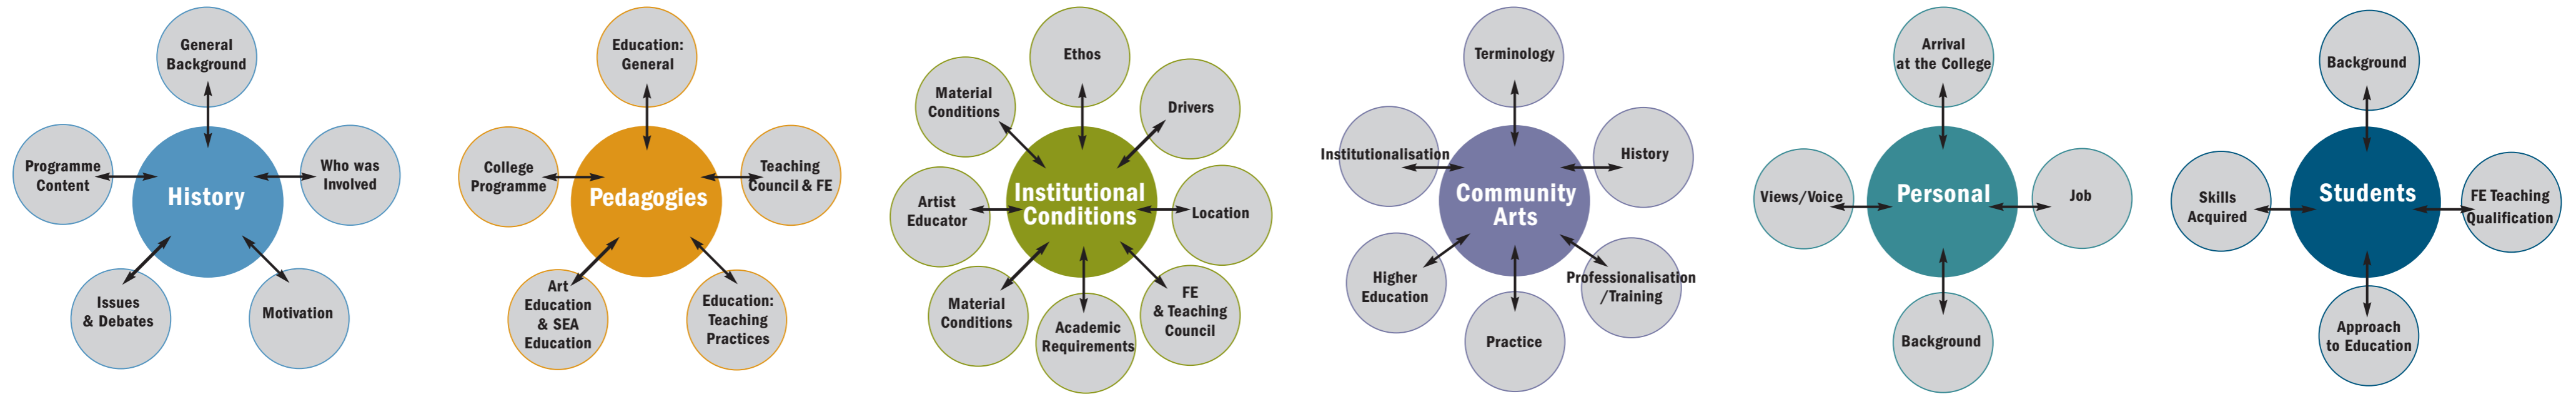 General
Background
Programme
Content
Who was
Involved
History
Issues
& Debates
Motivation
Education:
General
College
Programme
Teaching
Council & FE
Pedagogies
Art
Education
& SEA
Education
Education:
Teaching
Practices
Ethos
Material
Conditions
Drivers
Artist
Educator
Institutional
Conditions
Location
Material
Conditions
Academic
Requirements
FE
& Teaching
Council
Terminology
Institutionalisation
History
Community
Arts
Higher
Education
Professionalisation
/Training
Practice
Arrival
at the College
Views/Voice
Personal
Job
Background
Background
Skills
Acquired
Students
FE Teaching
Qualification
Approach
to Education